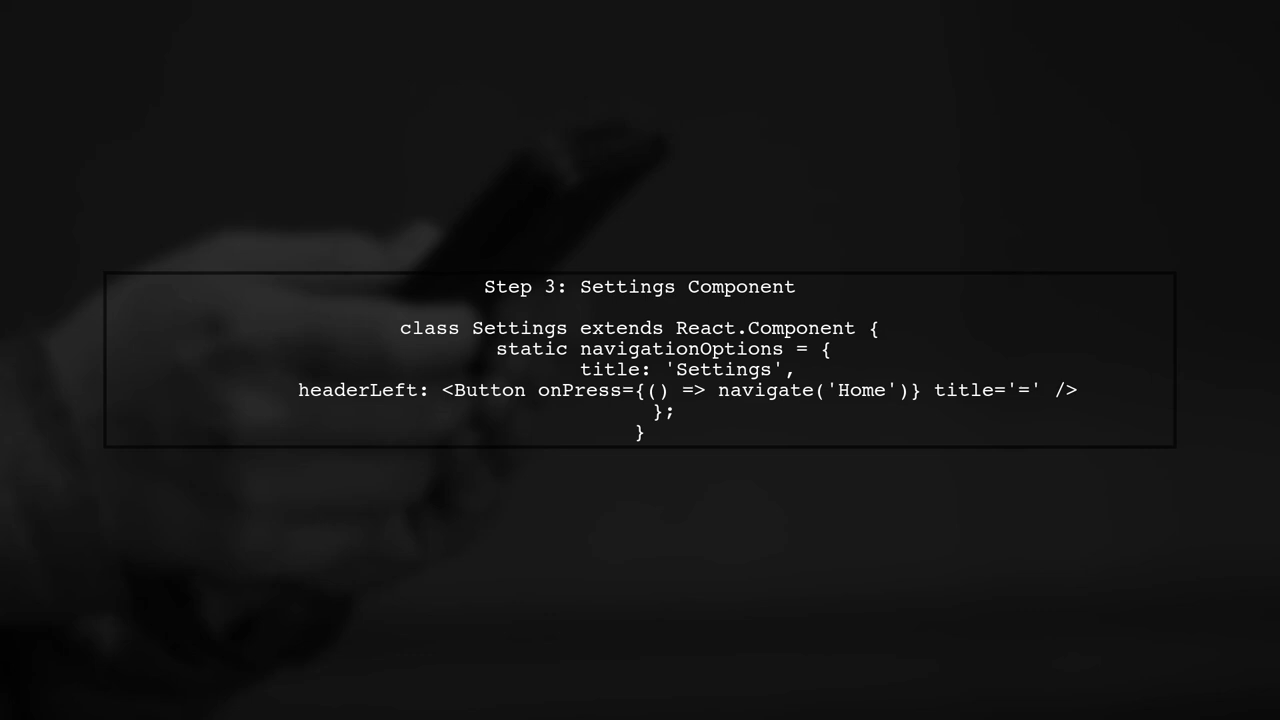 Step 3: Settings Component
class Settings extends React.Component {
static navigationOptions = {
title: 'Settings',
headerLeft: <Button onPress={() => navigate('Home')} title='=' />
};
}